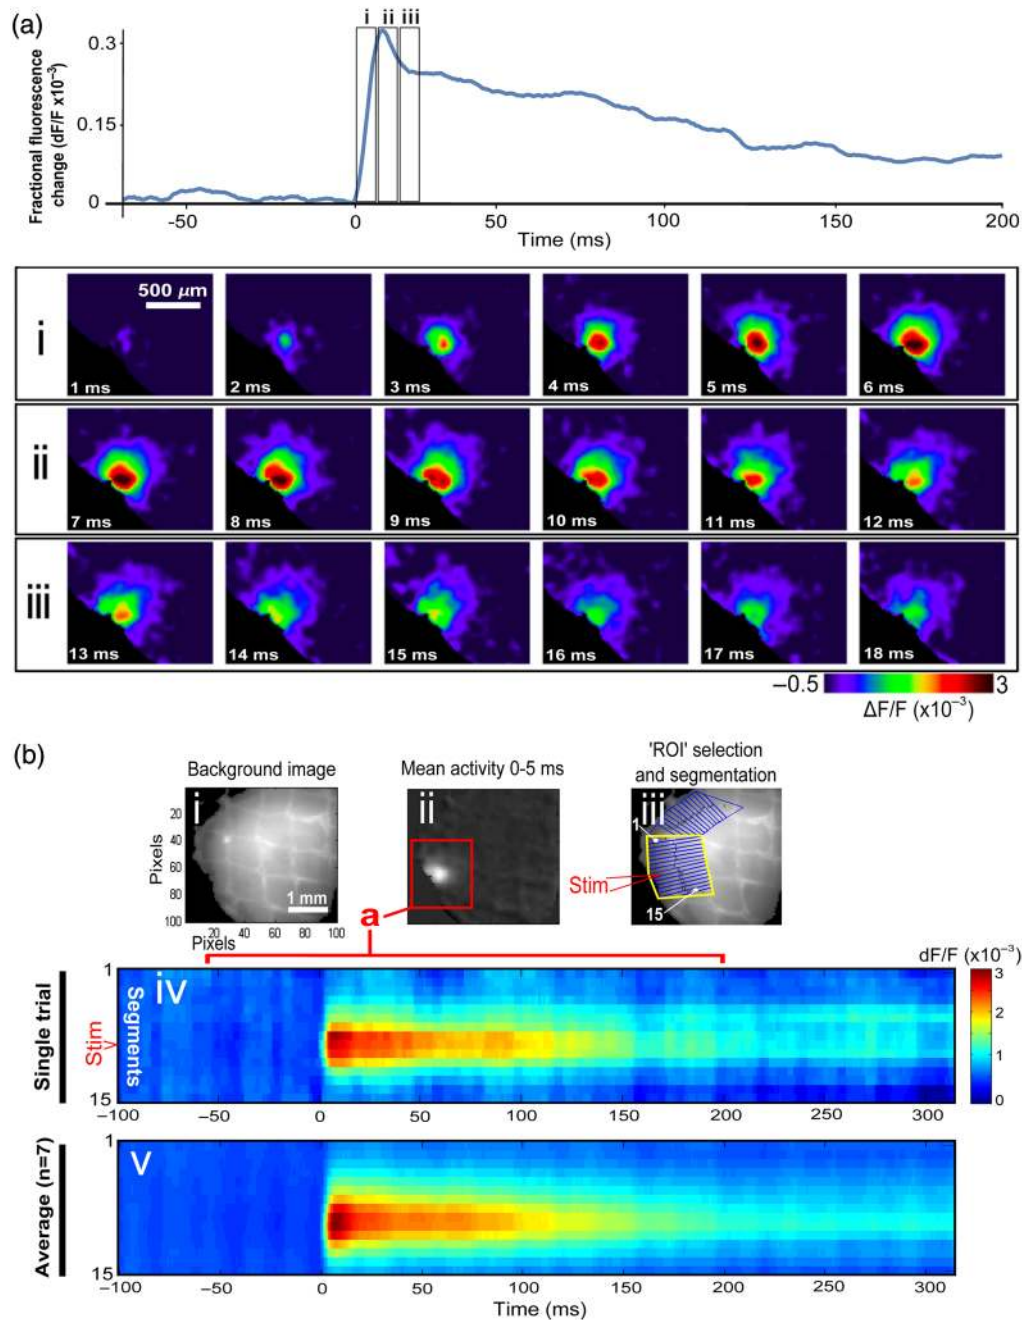 (a)
i ii iii
Fractional fluorescence
change (dF/F x10⁻³)
0.3
0.15
0
-50 0 50 100 150 200
Time (ms)
i
500 µm
1 ms 2 ms 3 ms 4 ms 5 ms 6 ms
ii
7 ms 8 ms 9 ms 10 ms 11 ms 12 ms
iii
13 ms 14 ms 15 ms 16 ms 17 ms 18 ms
–0.5 3
ΔF/F (x10⁻³)
(b)
Background image
i
Pixels
20
40
60
80
100
1 mm
20 40 60 80 100
Pixels
Mean activity 0-5 ms
ii
a
'ROI' selection
and segmentation
iii
1
Stim
15
dF/F (x10⁻³)
3
2
1
0
Single trial
Stim
1
15
Segments
iv
–100 –50 0 50 100 150 200 250 300
Average (n=7)
1
15
v
–100 –50 0 50 100 150 200 250 300
Time (ms)